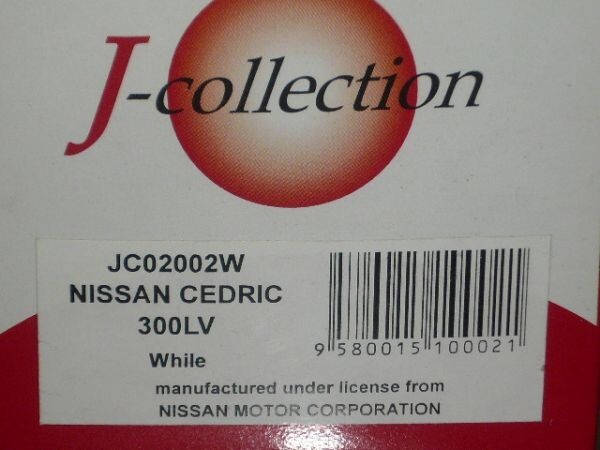 J-collection
JC02002W
NISSAN CEDRIC
300LV
While
9 580015 100021
manufactured under license from
NISSAN MOTOR CORPORATION